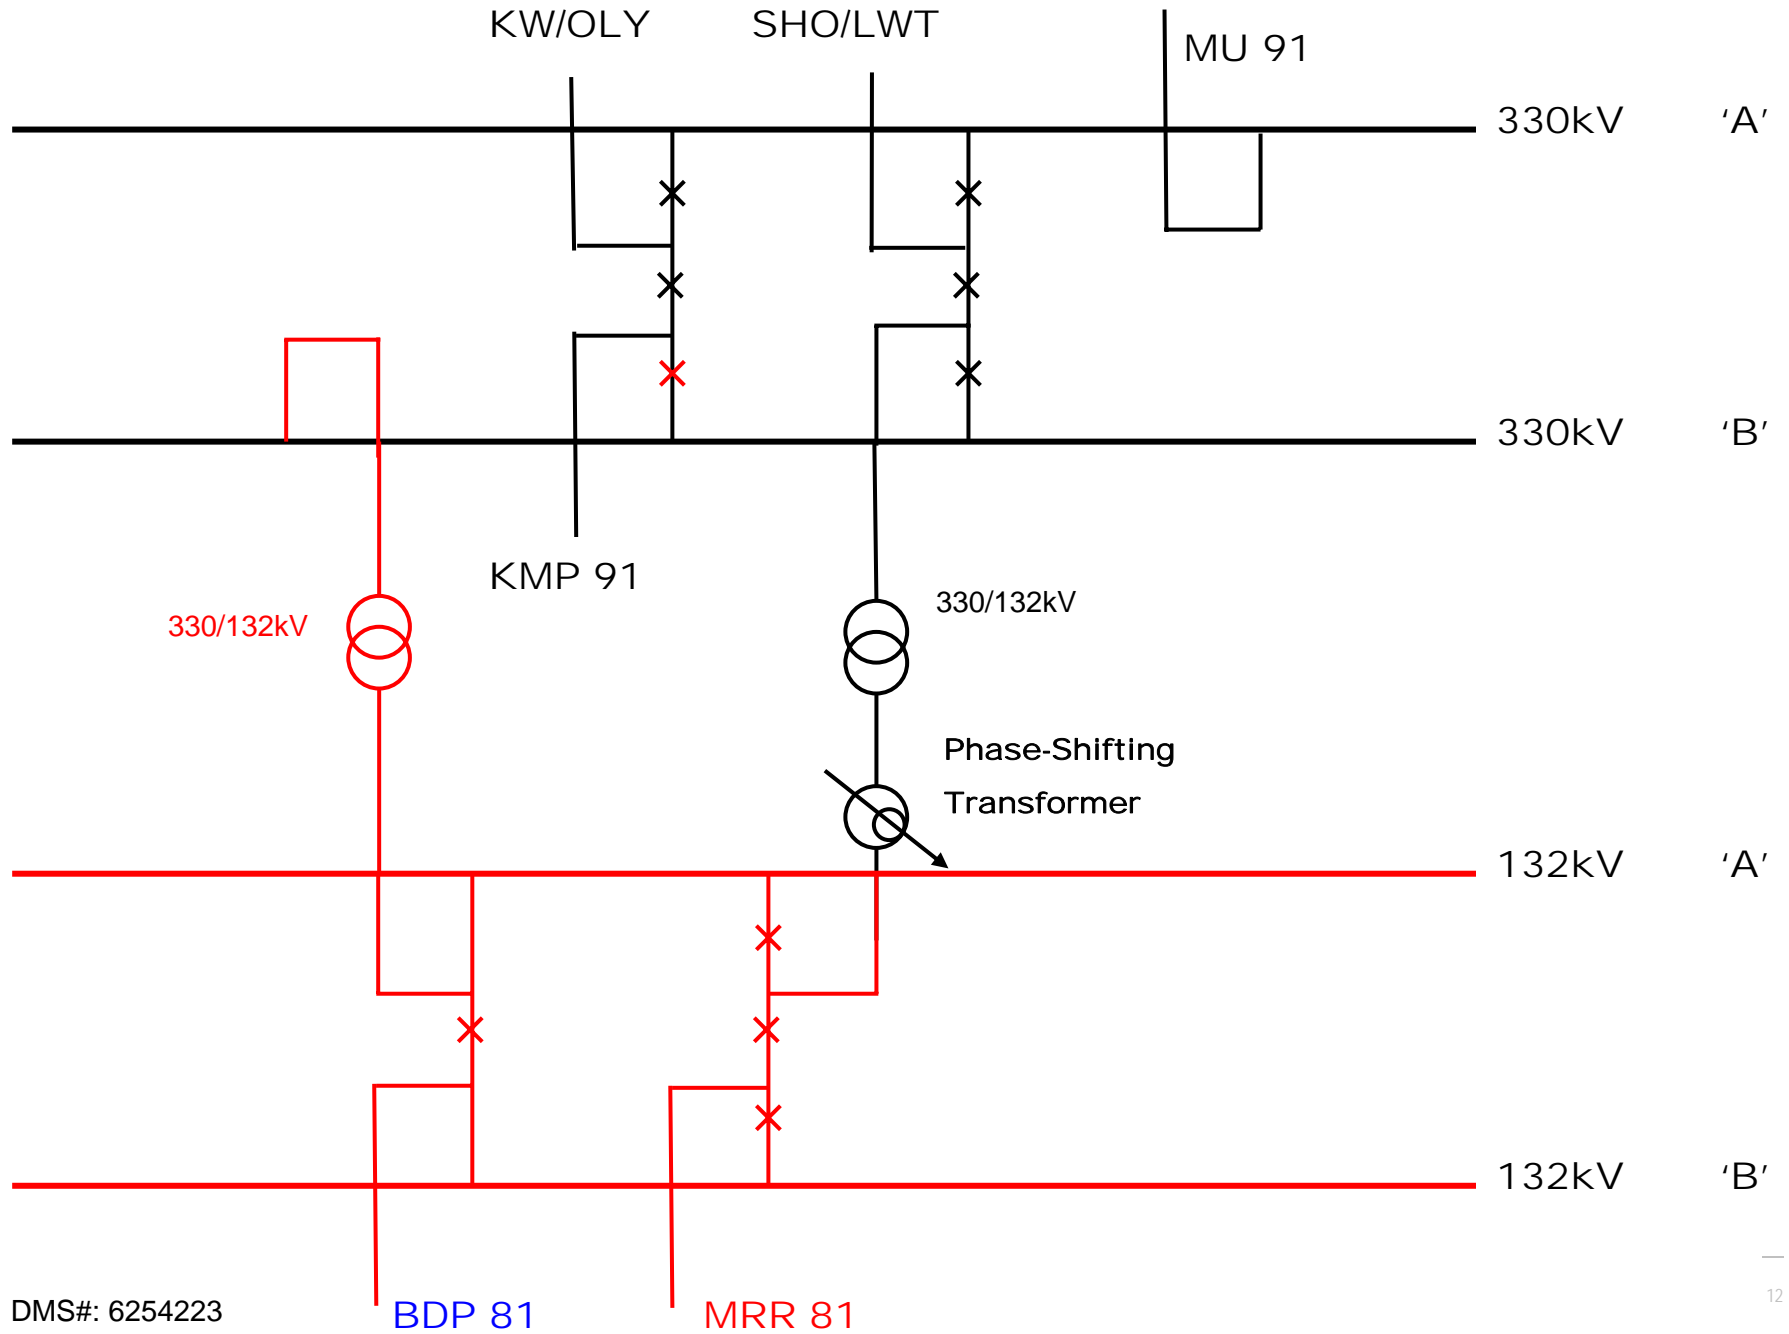 KW/OLY
SHO/LWT
MU 91
330kV 'A'
330kV 'B'
KMP 91
330/132kV
330/132kV
Phase-Shifting
Transformer
132kV 'A'
132kV 'B'
DMS#: 6254223
BDP 81
MRR 81
12